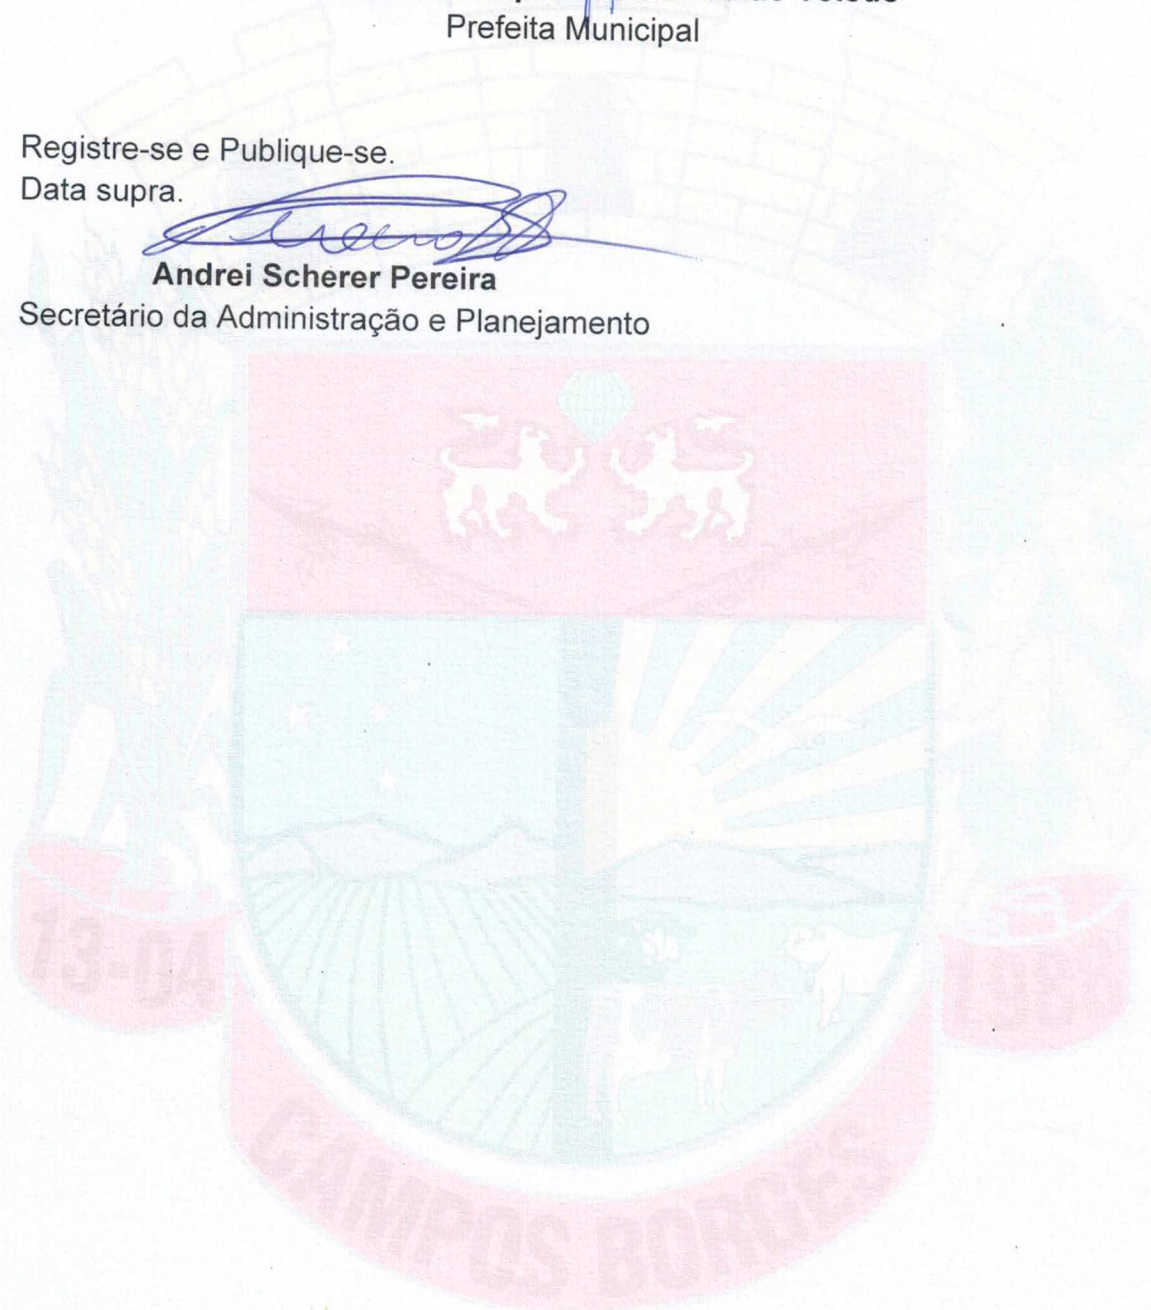 Prefeita Municipal
Registre-se e Publique-se.
Data supra.
Andrei Scherer Pereira
Secretário da Administração e Planejamento
13-04
1988
CAMPOS BORGES